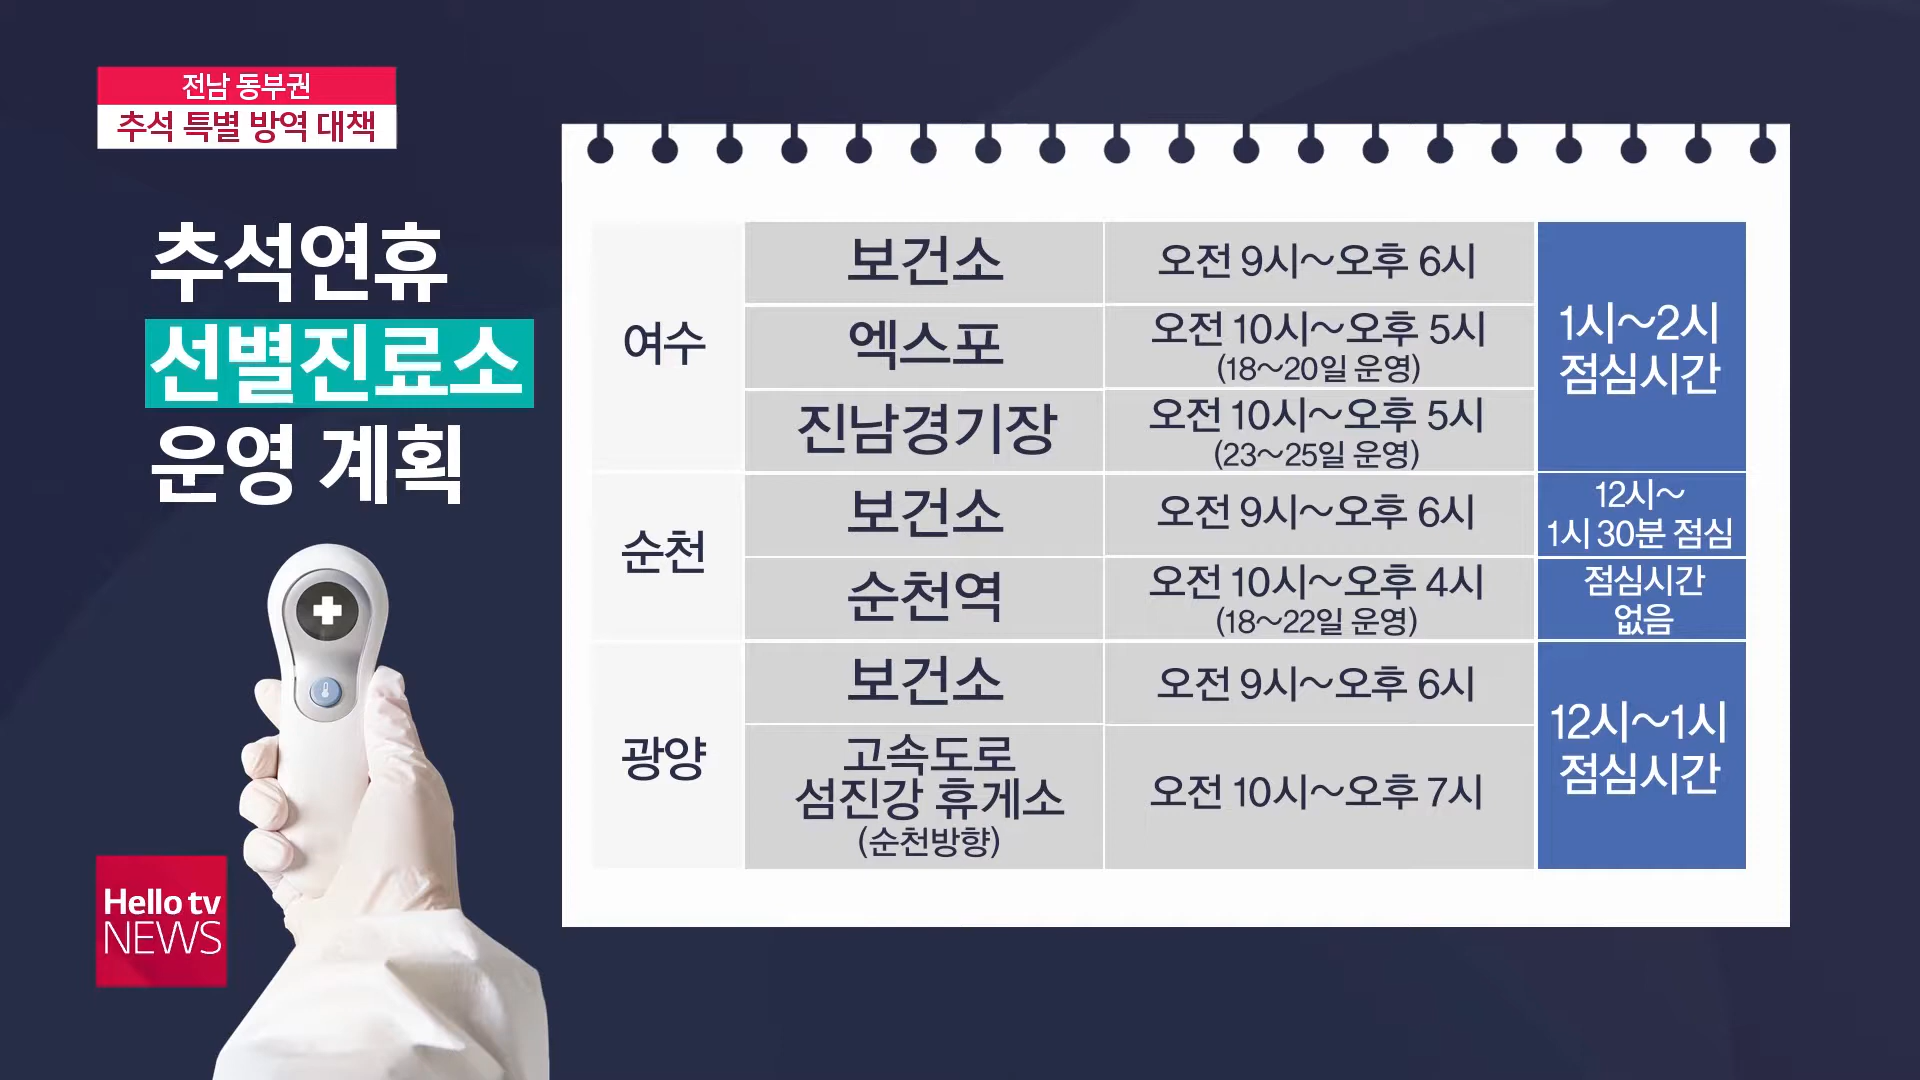 전남 동부권
추석 특별 방역 대책
추석연휴
선별진료소
운영 계획
여수
보건소
오전 9시~오후 6시
엑스포
오전 10시~오후 5시
(18~20일 운영)
진남경기장
오전 10시~오후 5시
(23~25일 운영)
1시~2시
점심시간
순천
보건소
오전 9시~오후 6시
12시~
1시 30분 점심
순천역
오전 10시~오후 4시
(18~22일 운영)
점심시간
없음
광양
보건소
오전 9시~오후 6시
고속도로
섬진강 휴게소
(순천방향)
오전 10시~오후 7시
12시~1시
점심시간
Hello tv
NEWS